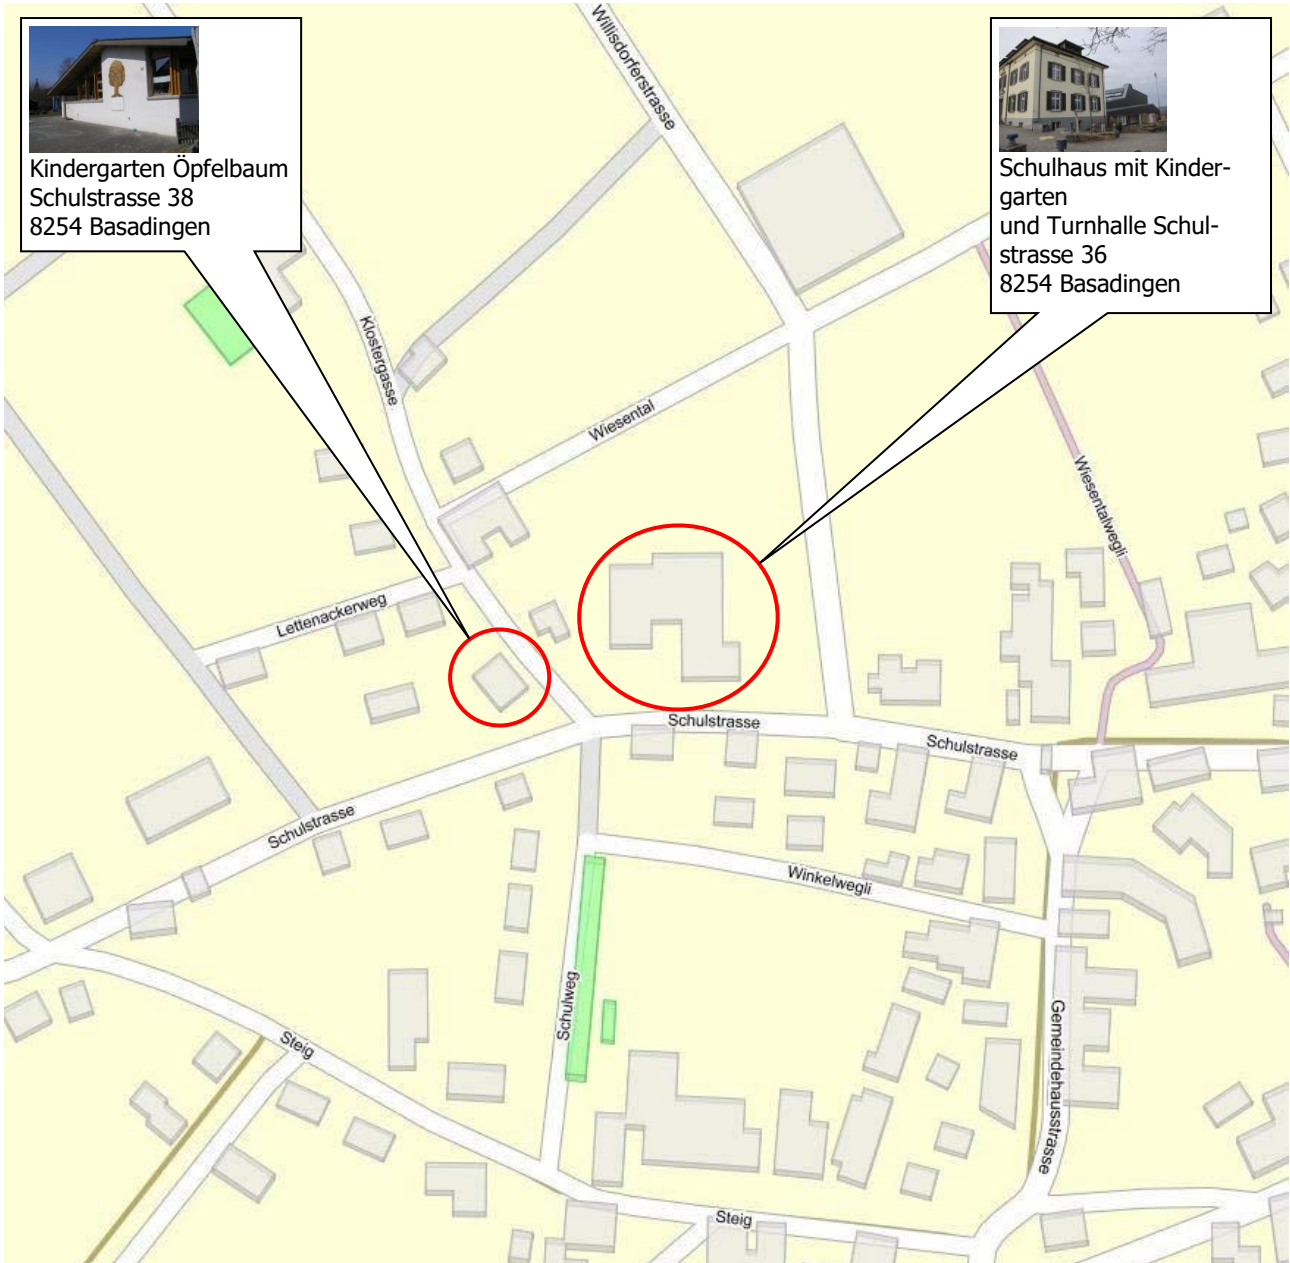 Kindergarten Öpfelbaum
Schulstrasse 38
8254 Basadingen
Schulhaus mit Kinder-
garten
und Turnhalle Schul-
strasse 36
8254 Basadingen
Willisdorferstrasse
Klostergasse
Wiesental
Wiesentalwegli
Lettenackerweg
Schulstrasse
Schulstrasse
Schulstrasse
Winkelwegli
Schulweg
Gemeindehausstrasse
Steig
Steig